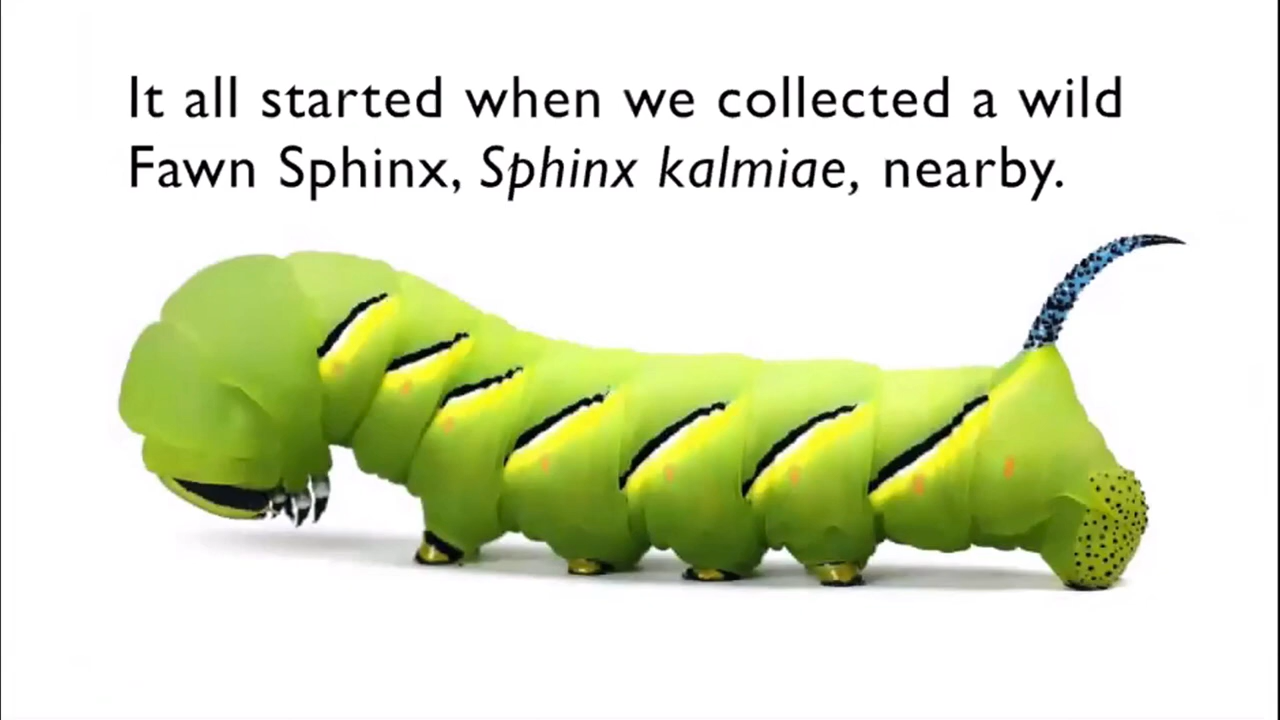 It all started when we collected a wild
Fawn Sphinx, Sphinx kalmiae, nearby.